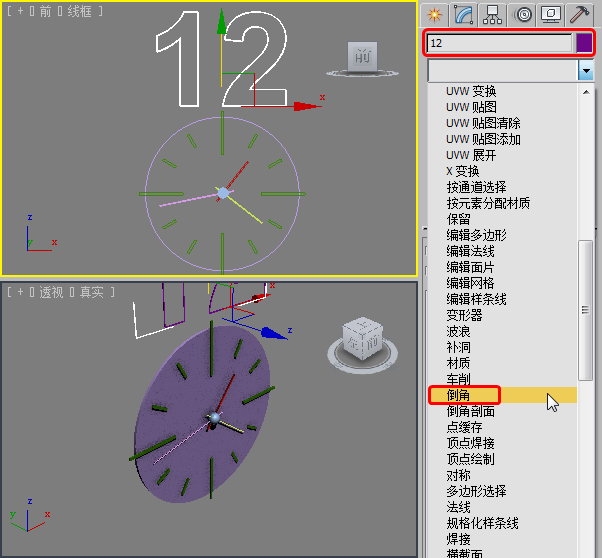 [ + ロ 前 ロ 线框 ]
12
x
前
z
y x
[ + ロ 透视 ロ 真实 ]
x
z
z
y x
12
UVW 变换
UVW 贴图
UVW 贴图清除
UVW 贴图添加
UVW 展开
X 变换
按通道选择
按元素分配材质
保留
编辑多边形
编辑法线
编辑面片
编辑网格
编辑样条线
变形器
波浪
补洞
材质
车削
倒角
倒角剖面
点缓存
顶点焊接
顶点绘制
对称
多边形选择
法线
规格化样条线
焊接
横截面